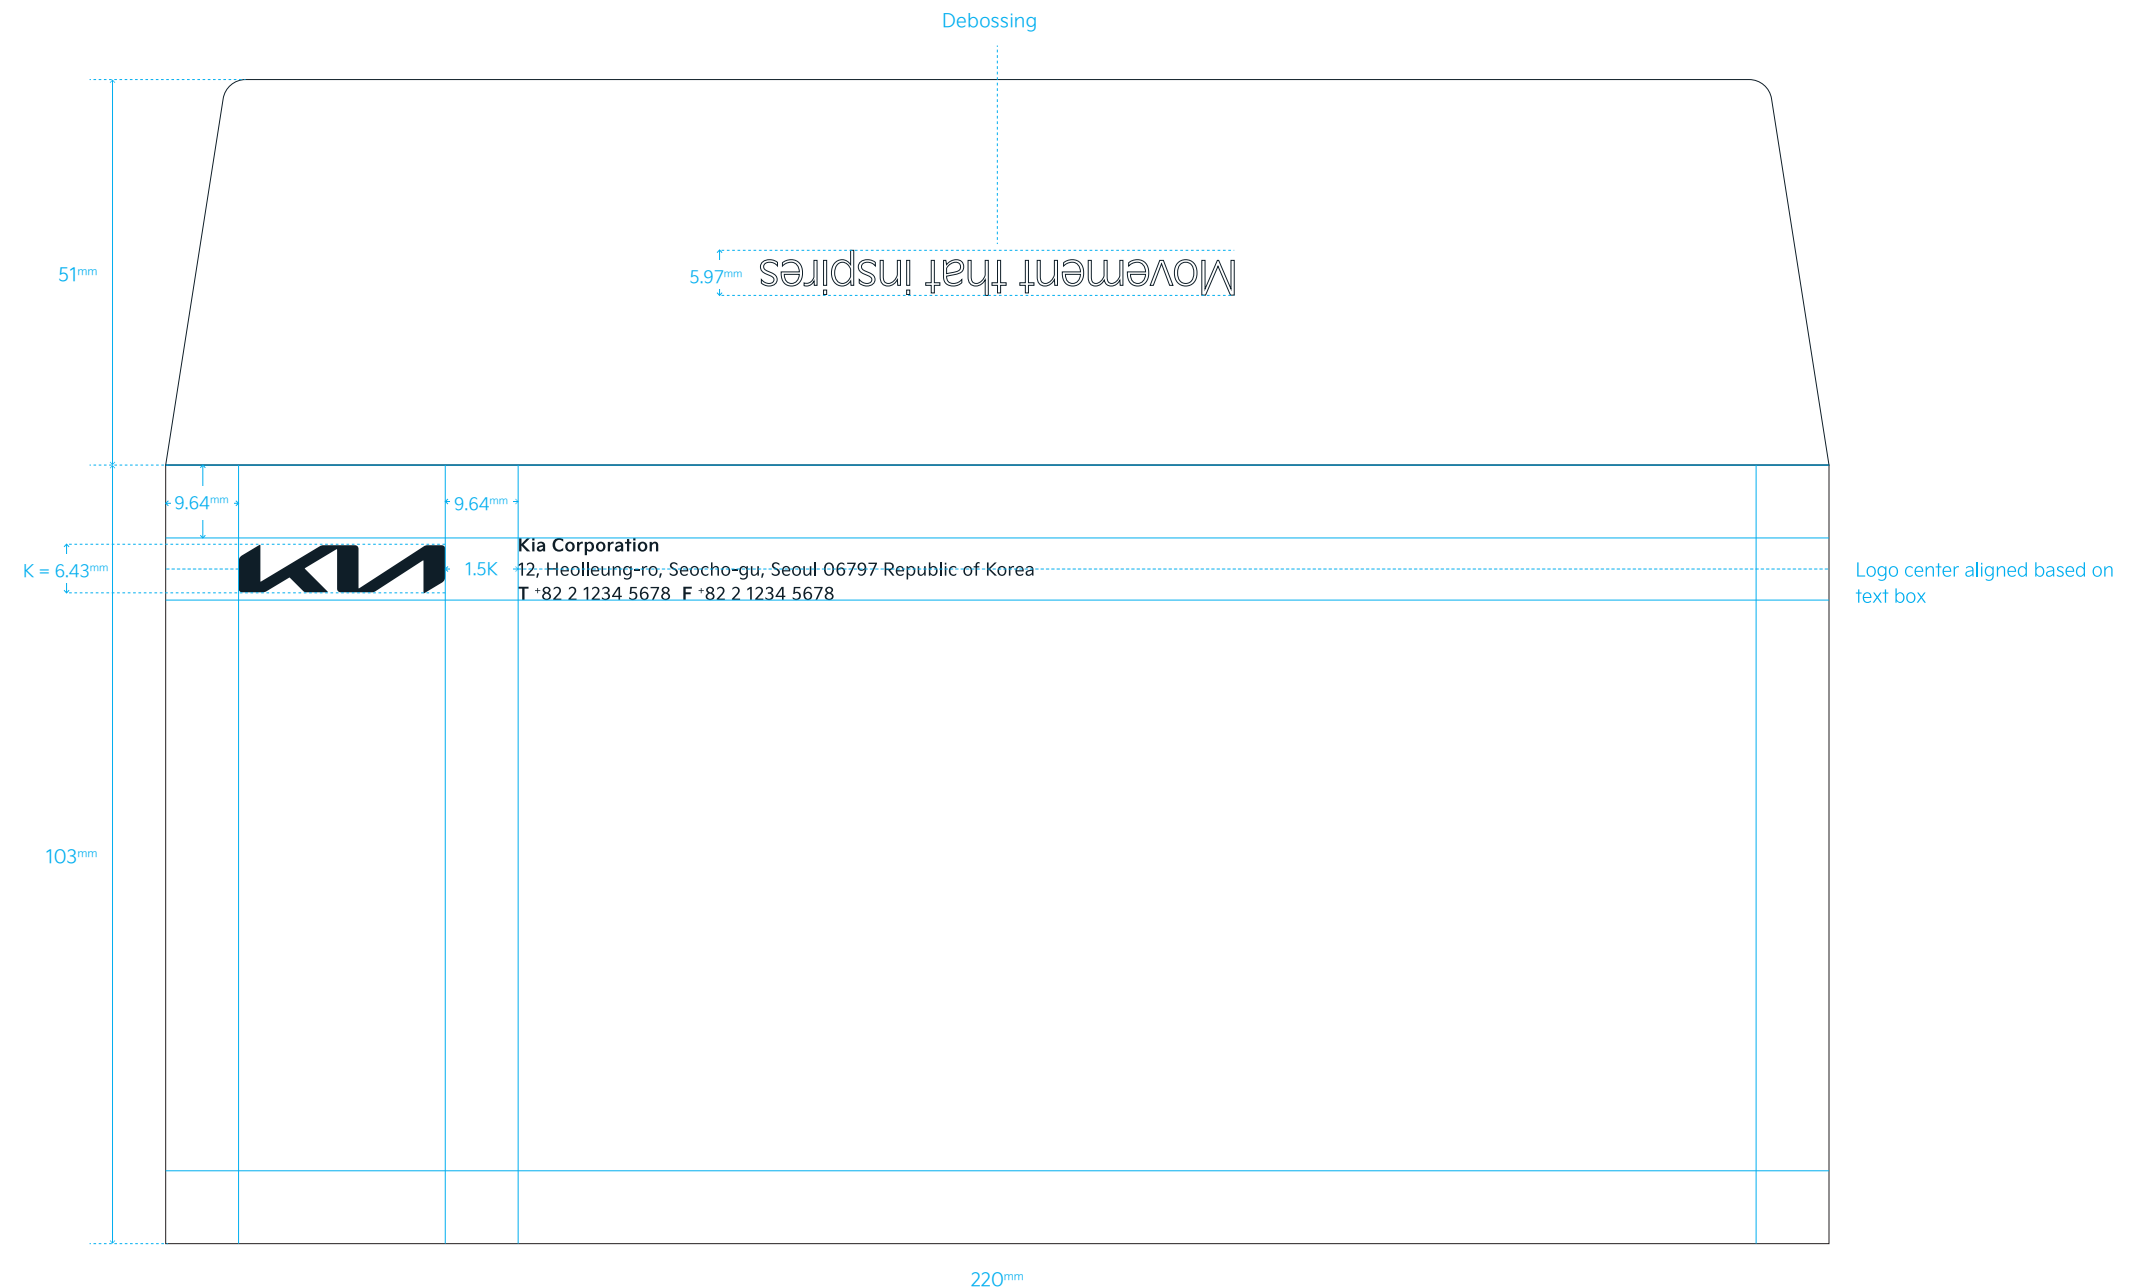 Debossing
51mm
5.97mm
Movement that inspires
9.64mm
9.64mm
K = 6.43mm
KIA
1.5K
Kia Corporation
12, Heolleung-ro, Seocho-gu, Seoul 06797 Republic of Korea
T +82 2 1234 5678 F +82 2 1234 5678
Logo center aligned based on
text box
103mm
220mm